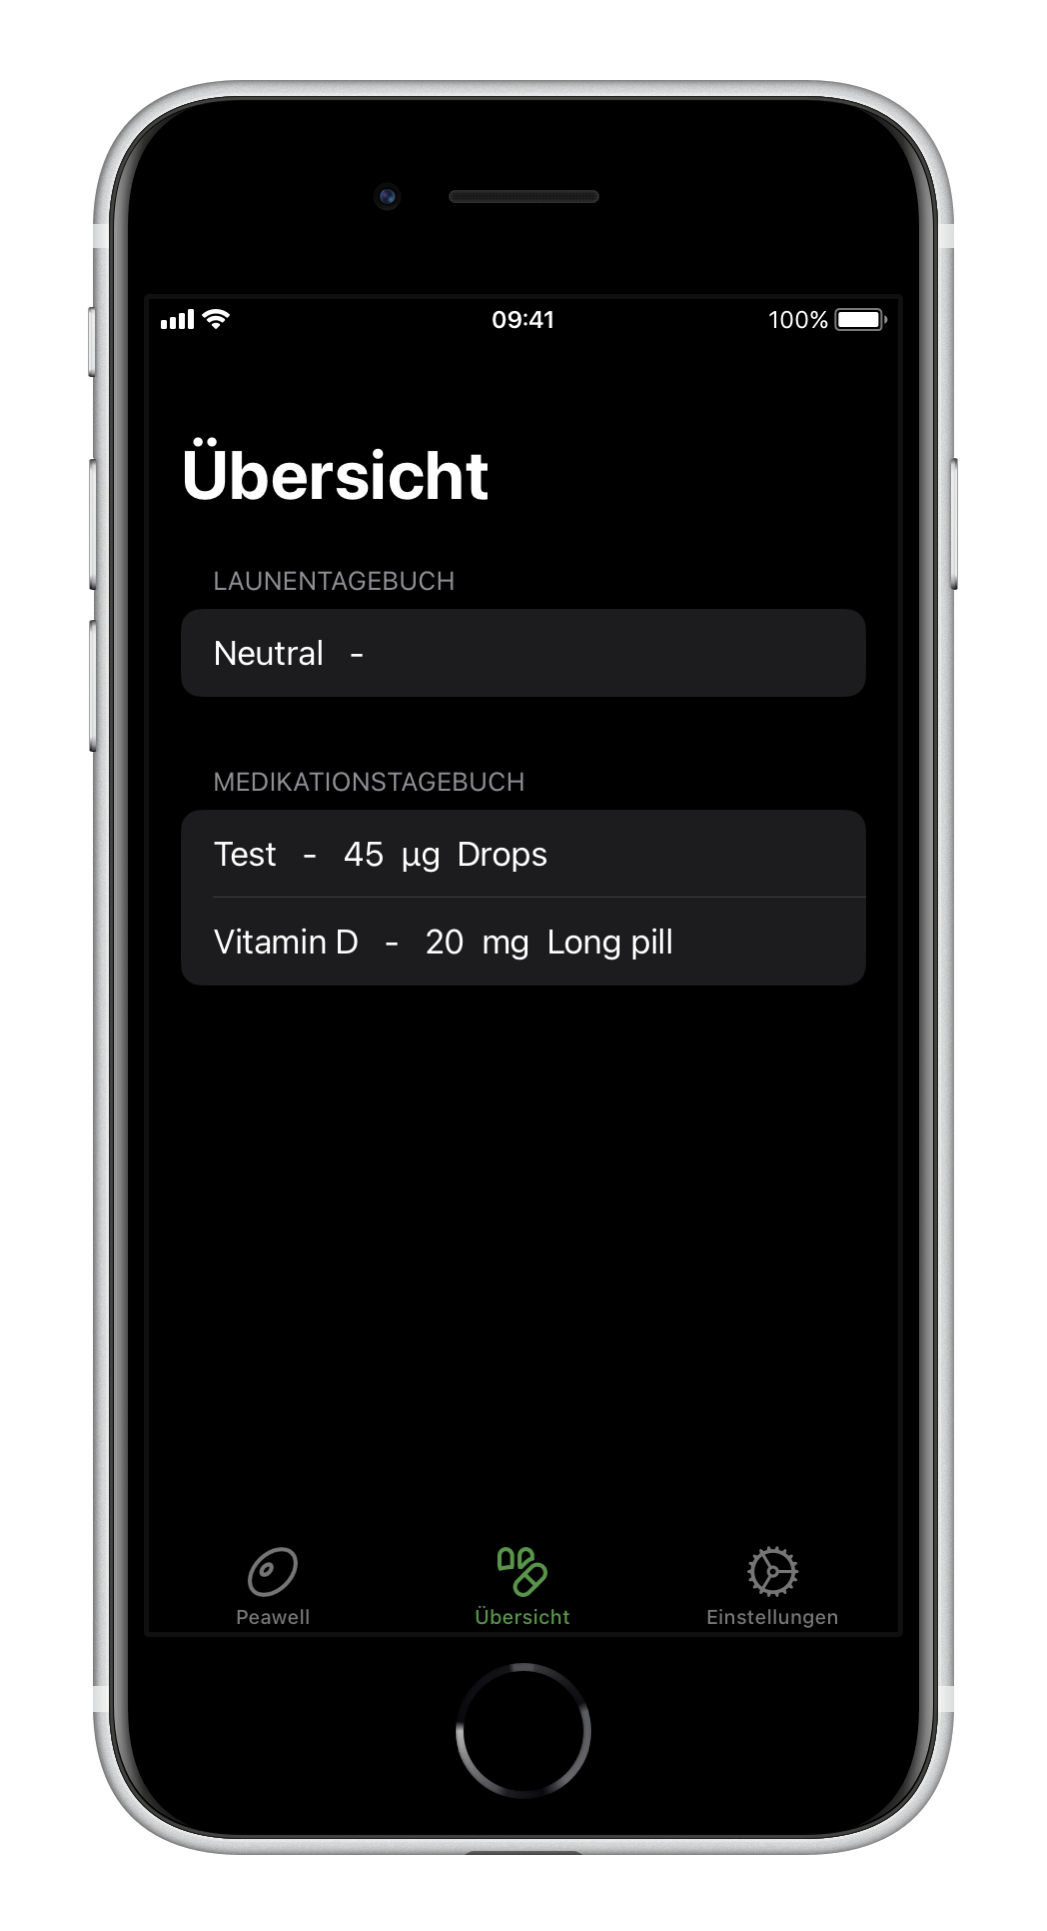 09:41
100%
Übersicht
LAUNENTAGEBUCH
Neutral -
MEDIKATIONSTAGEBUCH
Test - 45 µg Drops
Vitamin D - 20 mg Long pill
Peawell
Übersicht
Einstellungen